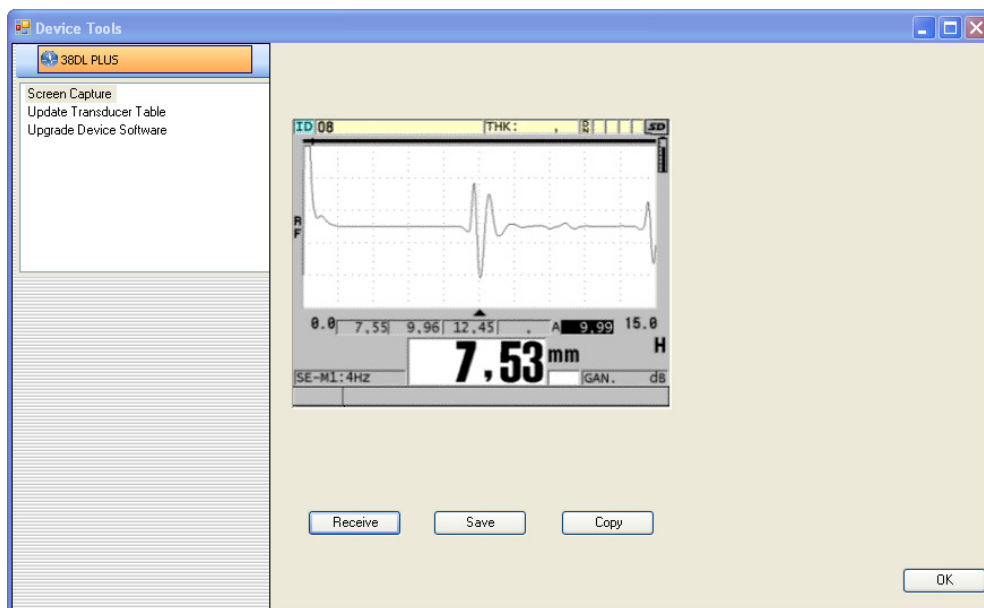 Device Tools
38DL PLUS
Screen Capture
Update Transducer Table
Upgrade Device Software
ID 08 THK: , SD
RF
0.0 7,55 9,96 12,45 , A 9,99 15.0
7,53 mm H
SE-M1:4Hz GAN. dB
Receive Save Copy
OK